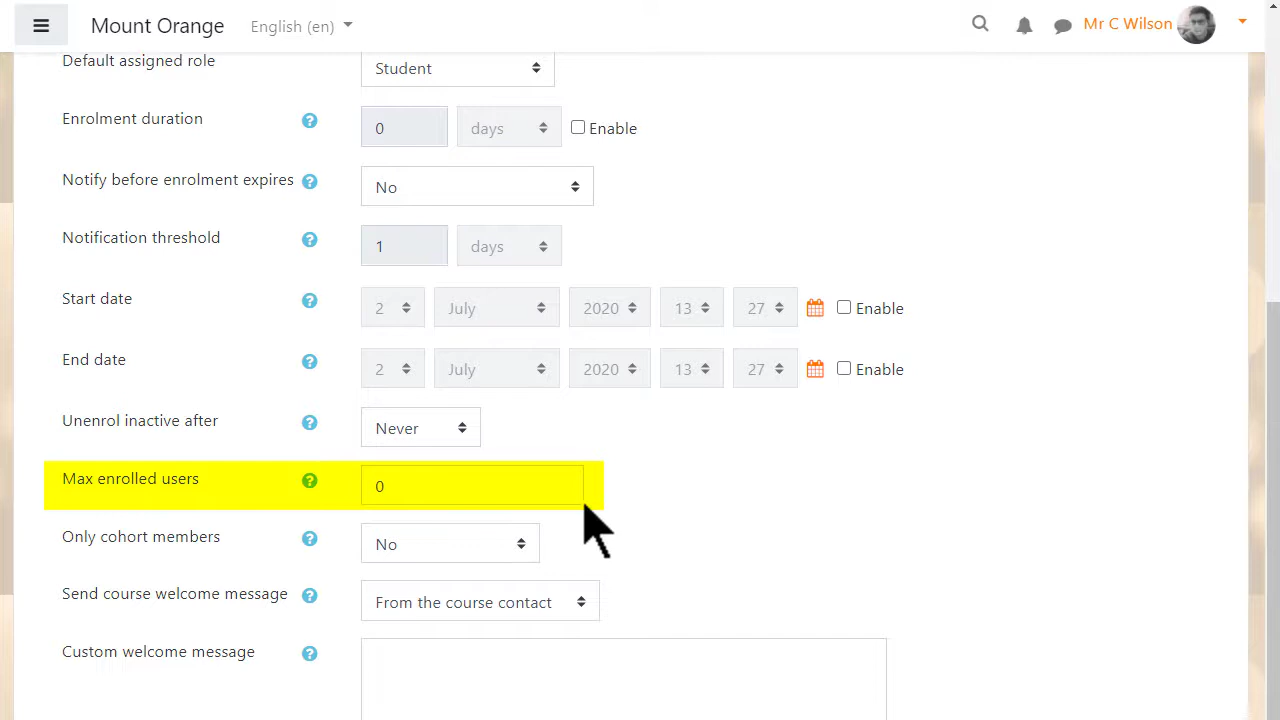 Mount Orange English (en) Mr C Wilson
Default assigned role Student
Enrolment duration ? 0 days Enable
Notify before enrolment expires ? No
Notification threshold ? 1 days
Start date ? 2 July 2020 13 27 Enable
End date ? 2 July 2020 13 27 Enable
Unenrol inactive after ? Never
Max enrolled users ? 0
Only cohort members ? No
Send course welcome message ? From the course contact
Custom welcome message ?